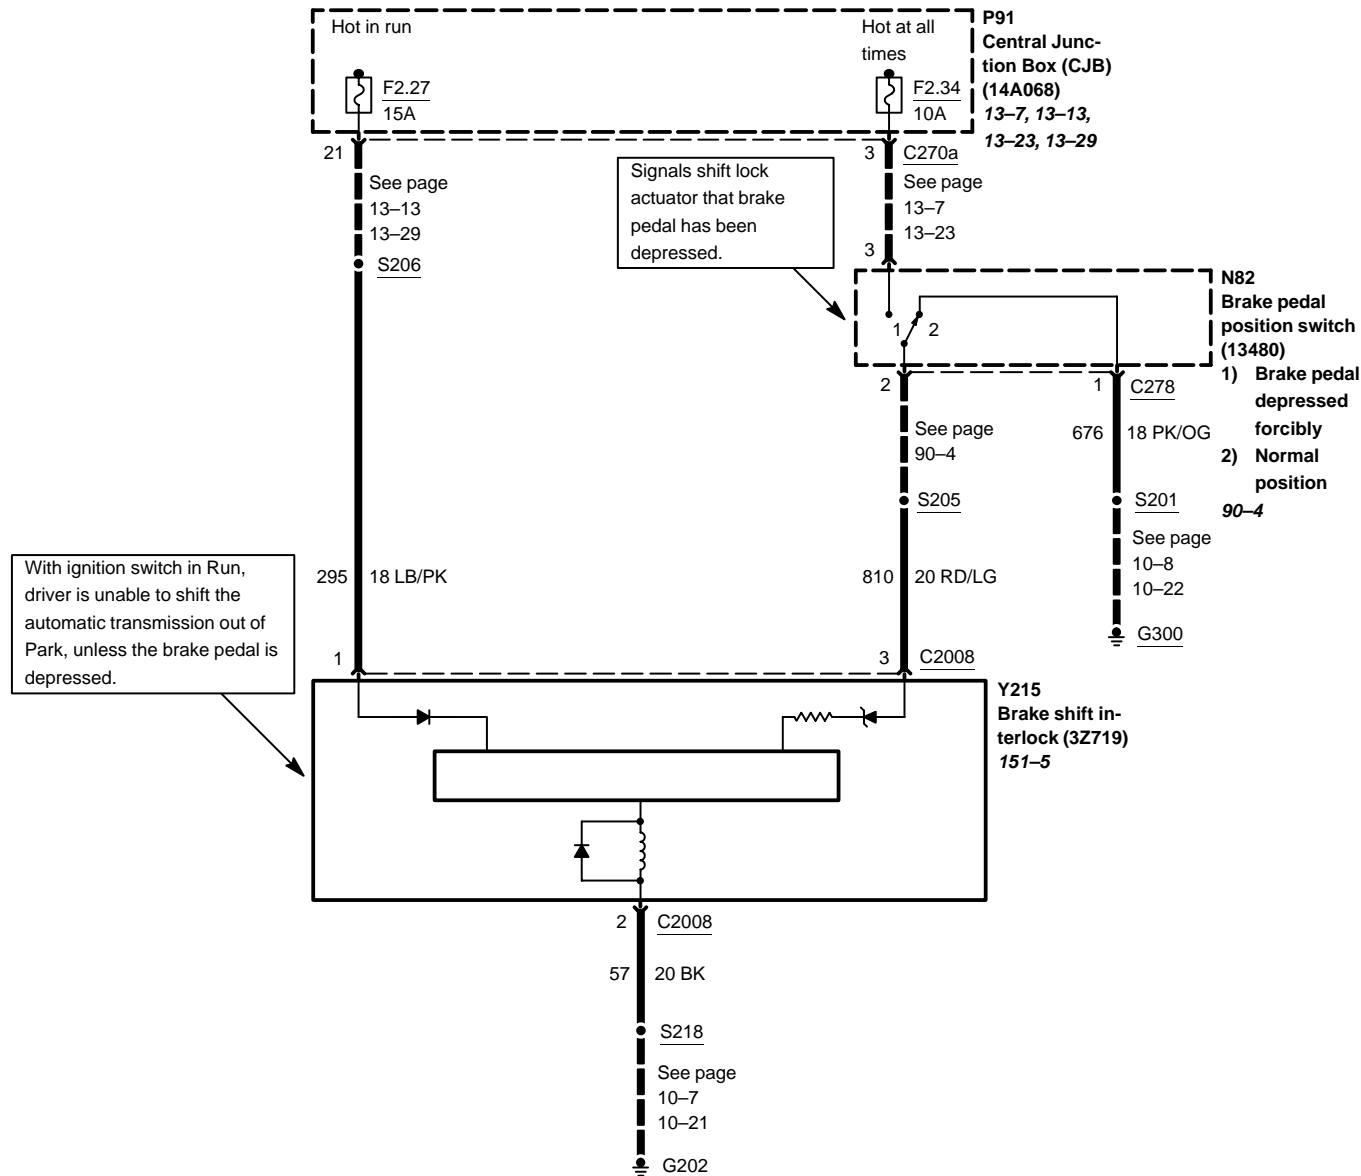 Hot in run
Hot at all
times
F2.27
15A
F2.34
10A
P91
Central Junc-
tion Box (CJB)
(14A068)
13–7, 13–13,
13–23, 13–29
21
3
C270a
See page
13–13
13–29
S206
Signals shift lock
actuator that brake
pedal has been
depressed.
See page
13–7
13–23
3
1
2
N82
Brake pedal
position switch
(13480)
1) Brake pedal
depressed
forcibly
2) Normal
position
90–4
2
1
C278
See page
90–4
676
18 PK/OG
S205
S201
See page
10–8
10–22
G300
With ignition switch in Run,
driver is unable to shift the
automatic transmission out of
Park, unless the brake pedal is
depressed.
295
18 LB/PK
810
20 RD/LG
1
3
C2008
Y215
Brake shift in-
terlock (3Z719)
151–5
2
C2008
57
20 BK
S218
See page
10–7
10–21
G202